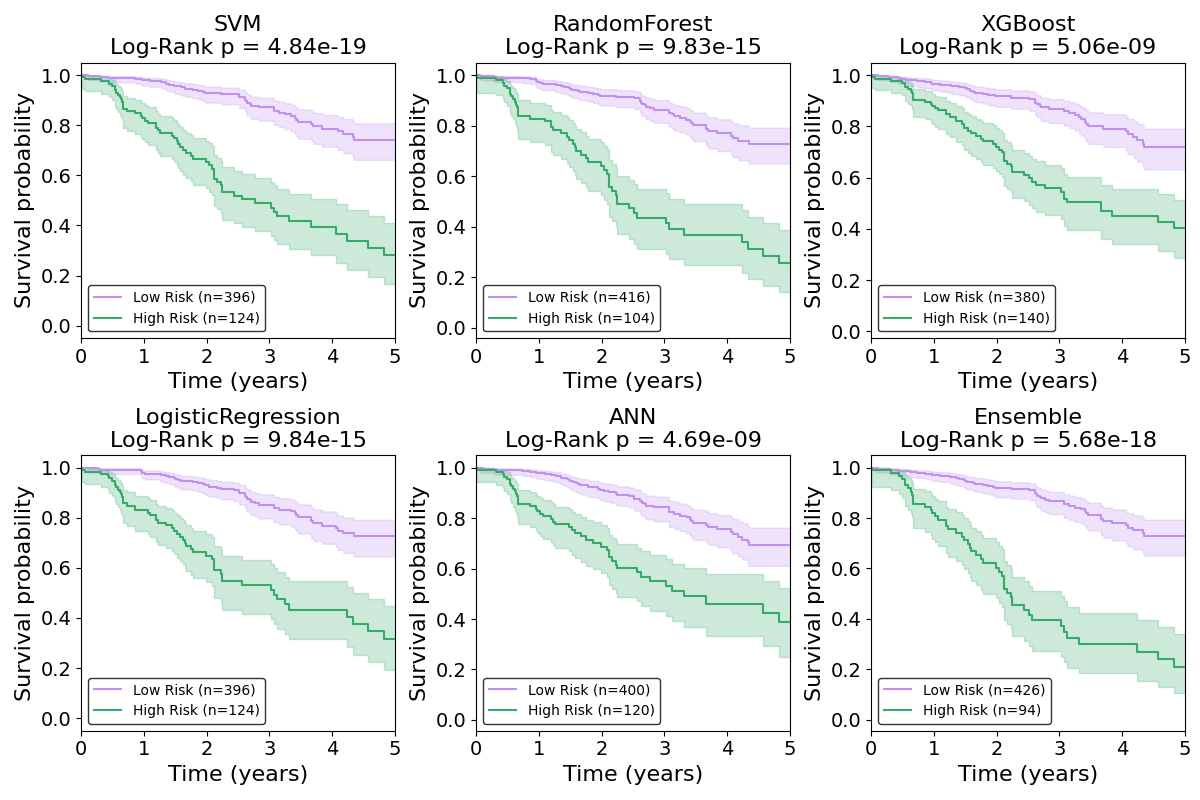 SVM
Log-Rank p = 4.84e-19
Survival probability
1.0
0.8
0.6
0.4
0.2
0.0
Low Risk (n=396)
High Risk (n=124)
0 1 2 3 4 5
Time (years)
RandomForest
Log-Rank p = 9.83e-15
Survival probability
1.0
0.8
0.6
0.4
0.2
0.0
Low Risk (n=416)
High Risk (n=104)
0 1 2 3 4 5
Time (years)
XGBoost
Log-Rank p = 5.06e-09
Survival probability
1.0
0.8
0.6
0.4
0.2
0.0
Low Risk (n=380)
High Risk (n=140)
0 1 2 3 4 5
Time (years)
LogisticRegression
Log-Rank p = 9.84e-15
Survival probability
1.0
0.8
0.6
0.4
0.2
0.0
Low Risk (n=396)
High Risk (n=124)
0 1 2 3 4 5
Time (years)
ANN
Log-Rank p = 4.69e-09
Survival probability
1.0
0.8
0.6
0.4
0.2
0.0
Low Risk (n=400)
High Risk (n=120)
0 1 2 3 4 5
Time (years)
Ensemble
Log-Rank p = 5.68e-18
Survival probability
1.0
0.8
0.6
0.4
0.2
0.0
Low Risk (n=426)
High Risk (n=94)
0 1 2 3 4 5
Time (years)